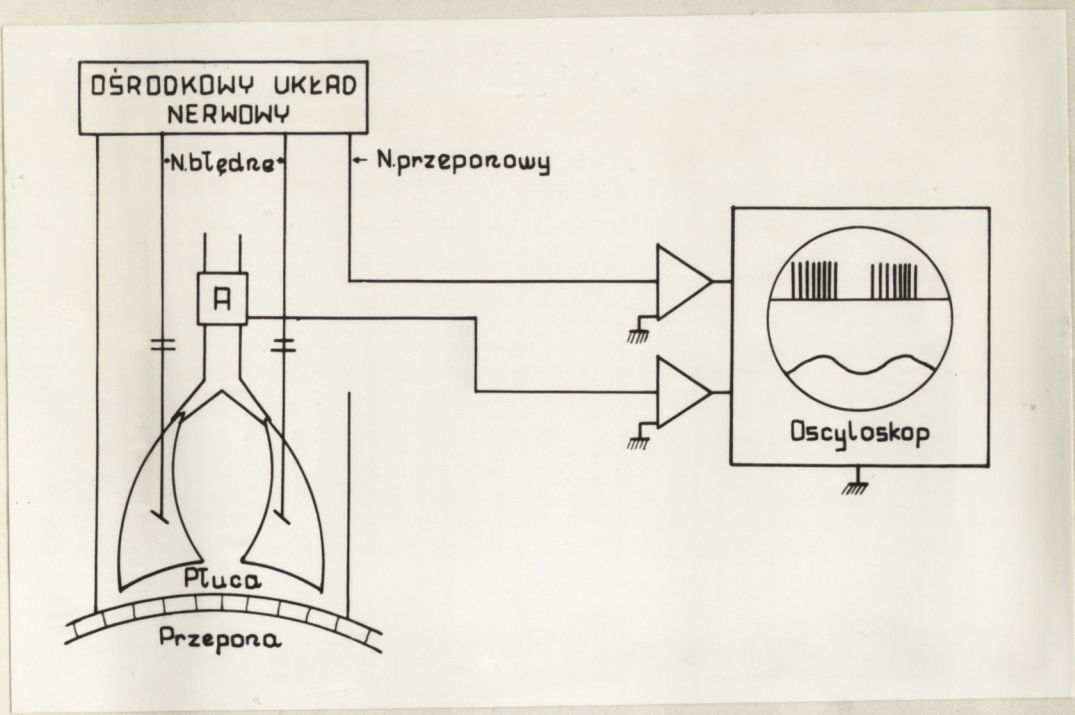 OŚRODKOWY UKŁAD
NERWOWY
N.błędne
N.przeponowy
A
Oscyloskop
Płuca
Przepona